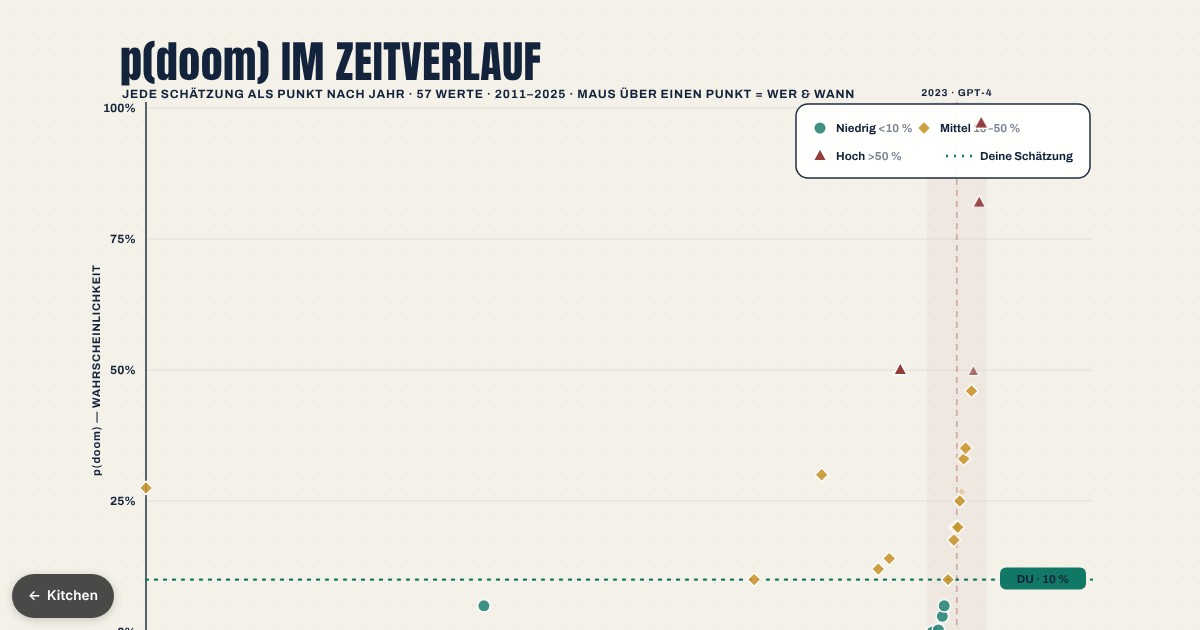 p(doom) IM ZEITVERLAUF
JEDE SCHÄTZUNG ALS PUNKT NACH JAHR · 57 WERTE · 2011–2025 · MAUS ÜBER EINEN PUNKT = WER & WANN
2023 · GPT-4
100%
Niedrig <10 %
Mittel 10–50 %
Hoch >50 %
Deine Schätzung
75%
p(doom) — WAHRSCHEINLICHKEIT
50%
25%
DU · 10 %
← Kitchen
0%